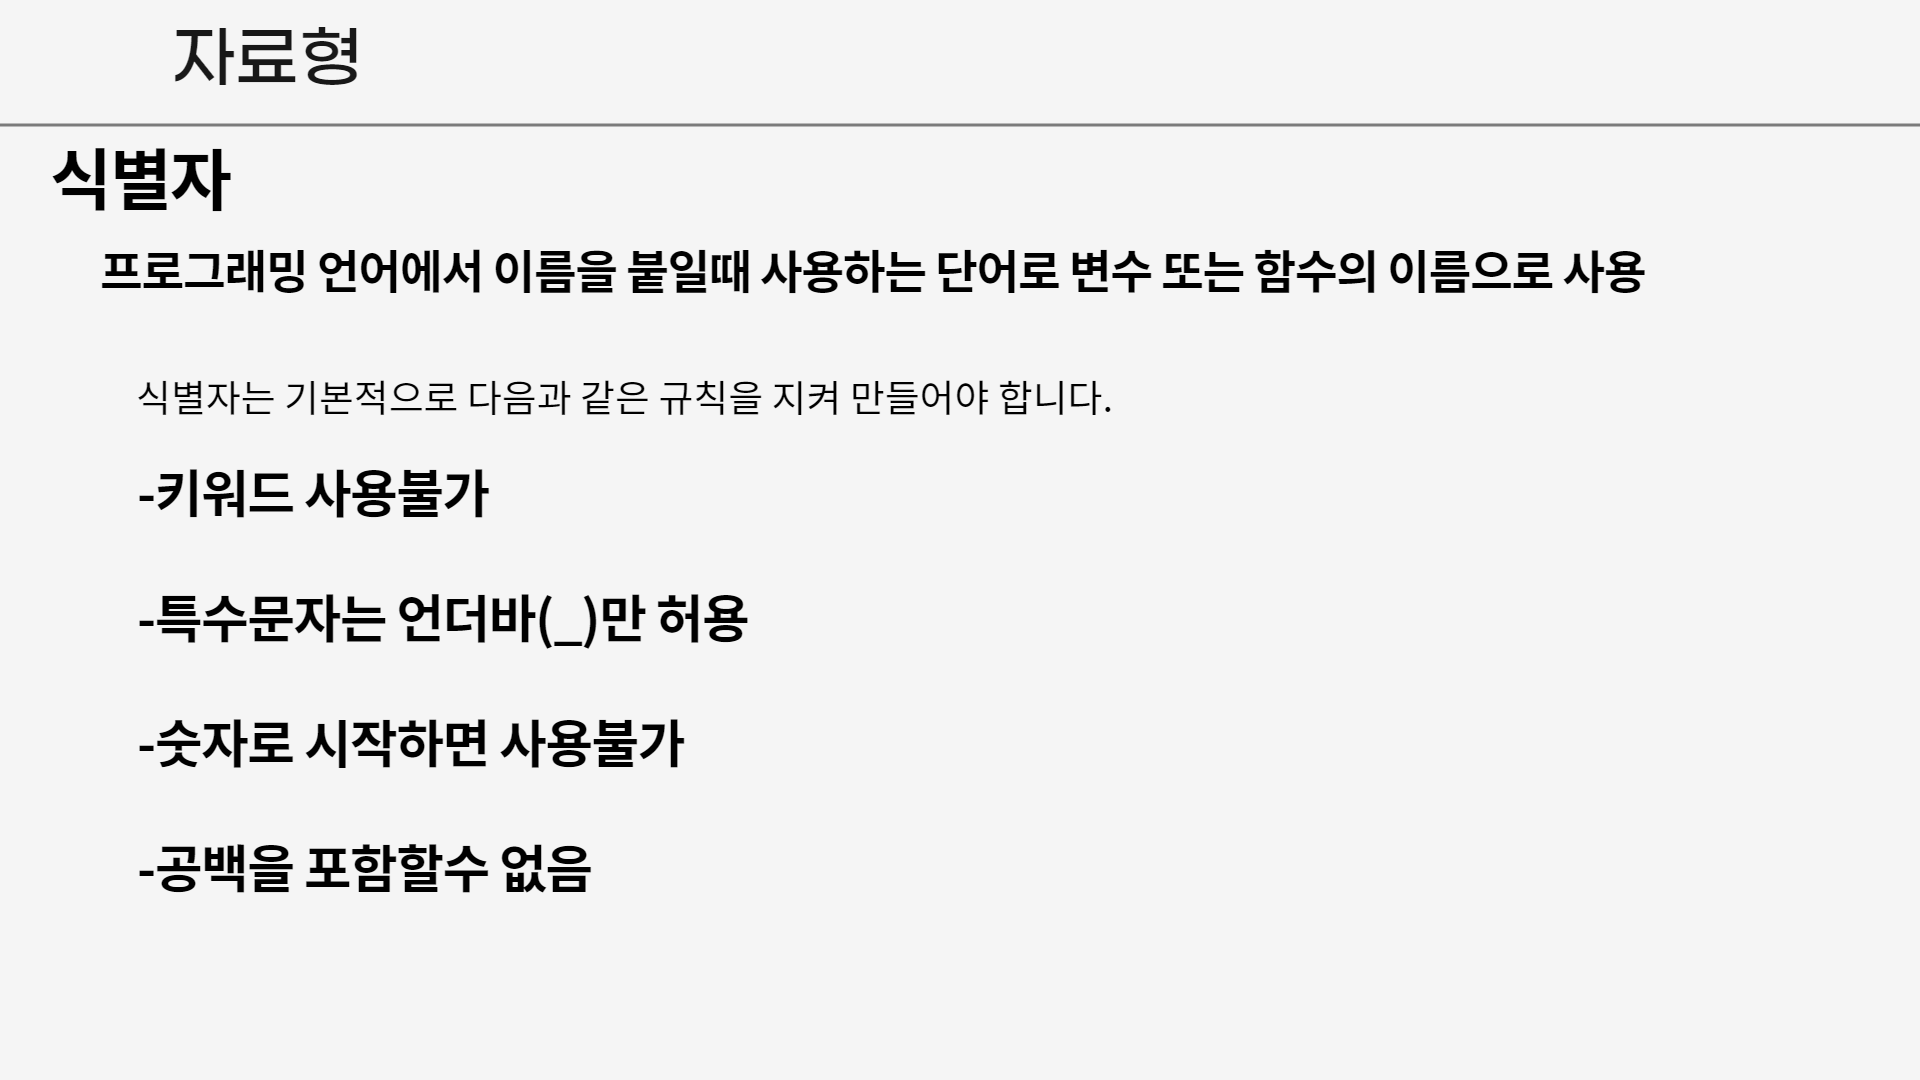 자료형
식별자
프로그래밍 언어에서 이름을 붙일때 사용하는 단어로 변수 또는 함수의 이름으로 사용
식별자는 기본적으로 다음과 같은 규칙을 지켜 만들어야 합니다.
-키워드 사용불가
-특수문자는 언더바(_)만 허용
-숫자로 시작하면 사용불가
-공백을 포함할수 없음